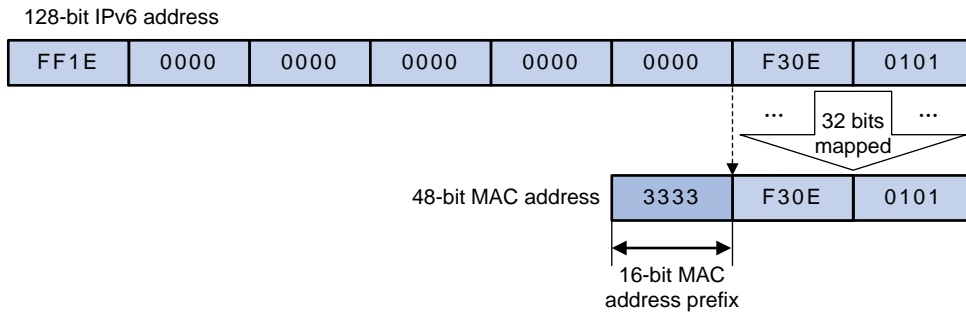 128-bit IPv6 address
FF1E 0000 0000 0000 0000 0000 F30E 0101
... 32 bits ...
mapped
48-bit MAC address 3333 F30E 0101
16-bit MAC
address prefix